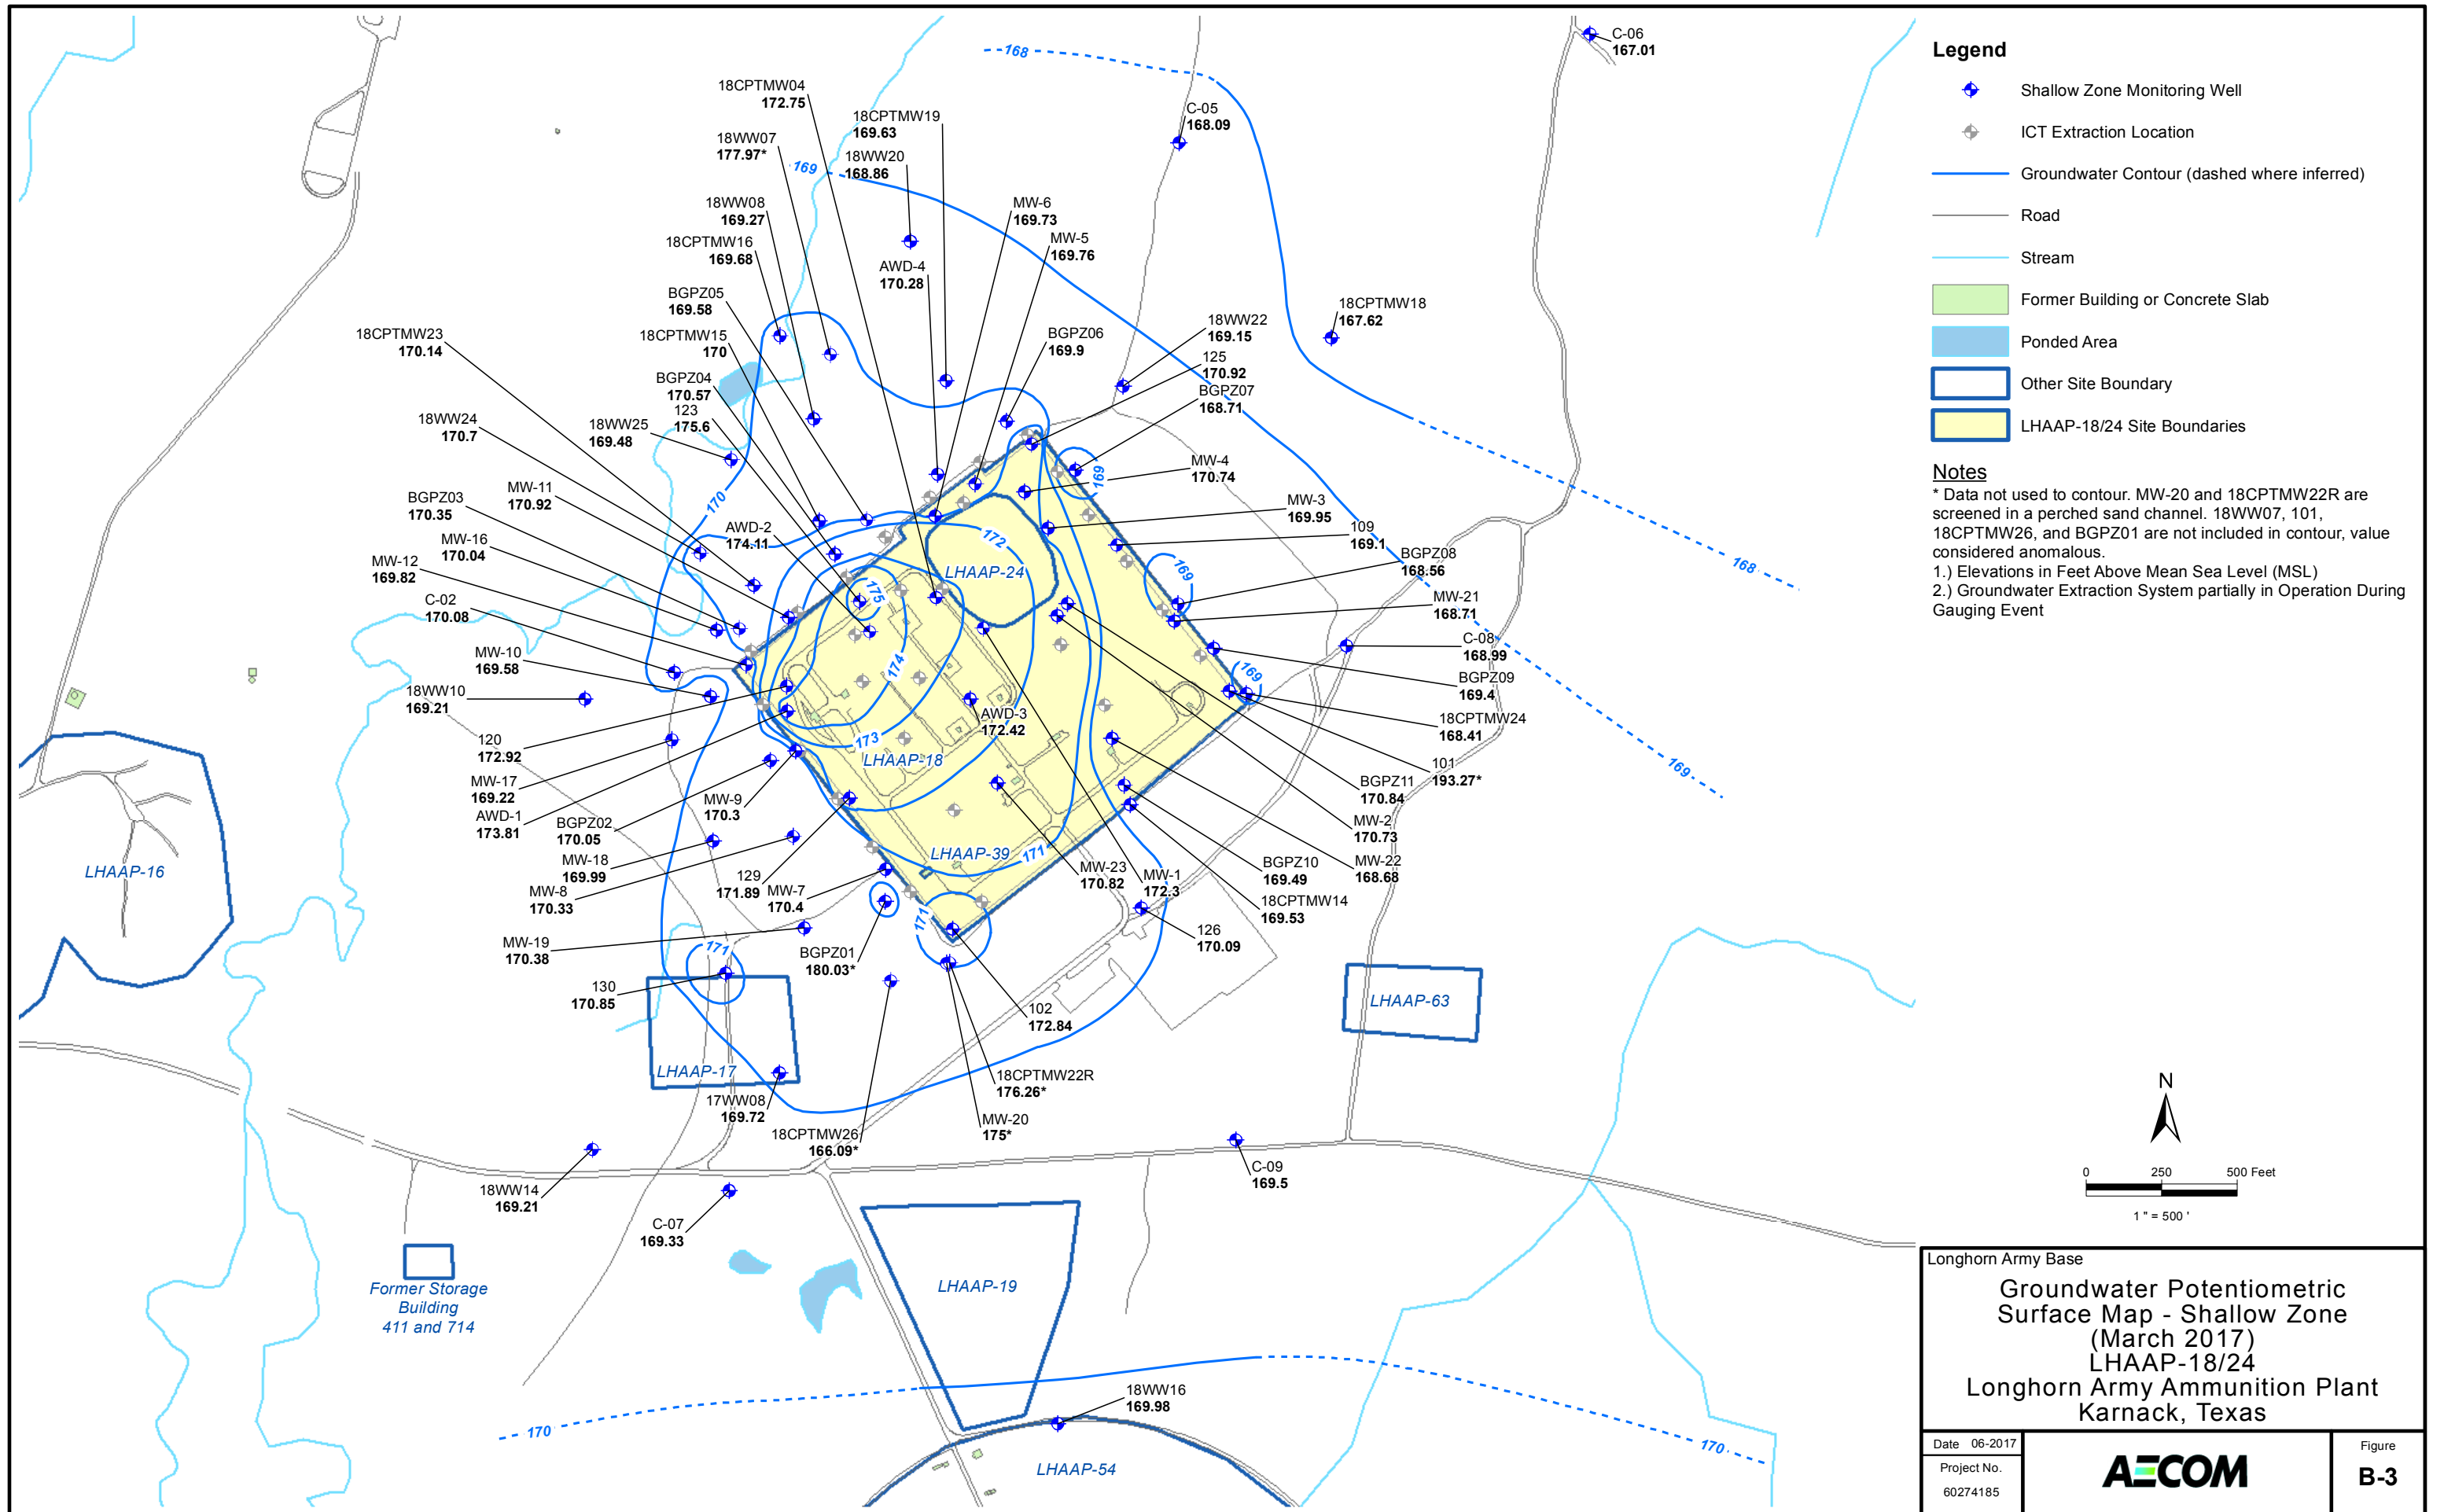 168
C-06
167.01
C-05
168.09
18CPTMW04
172.75
18CPTMW19
169.63
18WW07
177.97*
169
18WW20
168.86
18WW08
169.27
MW-6
169.73
18CPTMW16
169.68
MW-5
169.76
AWD-4
170.28
BGPZ05
169.58
18CPTMW18
167.62
18CPTMW23
170.14
18CPTMW15
170
BGPZ06
169.9
18WW22
169.15
125
170.92
BGPZ04
170.57
BGPZ07
168.71
123
175.6
18WW24
170.7
18WW25
169.48
MW-4
170.74
169
170
BGPZ03
170.35
MW-11
170.92
MW-3
169.95
AWD-2
174.11
109
169.1
MW-16
170.04
172
BGPZ08
168.56
MW-12
169.82
LHAAP-24
169
168
175
C-02
170.08
MW-21
168.71
MW-10
169.58
C-08
168.99
174
169
BGPZ09
169.4
18WW10
169.21
AWD-3
172.42
18CPTMW24
168.41
120
172.92
173
LHAAP-18
101
193.27*
169
MW-17
169.22
BGPZ11
170.84
AWD-1
173.81
MW-9
170.3
BGPZ02
170.05
MW-2
170.73
LHAAP-39
171
MW-18
169.99
LHAAP-16
MW-23
170.82
MW-1
172.3
BGPZ10
169.49
MW-22
168.68
MW-8
170.33
129
171.89
MW-7
170.4
18CPTMW14
169.53
171
MW-19
170.38
171
BGPZ01
180.03*
126
170.09
130
170.85
LHAAP-63
102
172.84
LHAAP-17
18CPTMW22R
176.26*
17WW08
169.72
MW-20
175*
18CPTMW26
166.09*
C-09
169.5
18WW14
169.21
C-07
169.33
Former Storage
Building
411 and 714
LHAAP-19
18WW16
169.98
170
170
LHAAP-54
Legend
Shallow Zone Monitoring Well
ICT Extraction Location
Groundwater Contour (dashed where inferred)
Road
Stream
Former Building or Concrete Slab
Ponded Area
Other Site Boundary
LHAAP-18/24 Site Boundaries
Notes
* Data not used to contour. MW-20 and 18CPTMW22R are
screened in a perched sand channel. 18WW07, 101,
18CPTMW26, and BGPZ01 are not included in contour, value
considered anomalous.
1.) Elevations in Feet Above Mean Sea Level (MSL)
2.) Groundwater Extraction System partially in Operation During
Gauging Event
N
0 250 500 Feet
1 " = 500 '
Longhorn Army Base
Groundwater Potentiometric
Surface Map - Shallow Zone
(March 2017)
LHAAP-18/24
Longhorn Army Ammunition Plant
Karnack, Texas
Date 06-2017
Project No.
60274185
AECOM
Figure
B-3